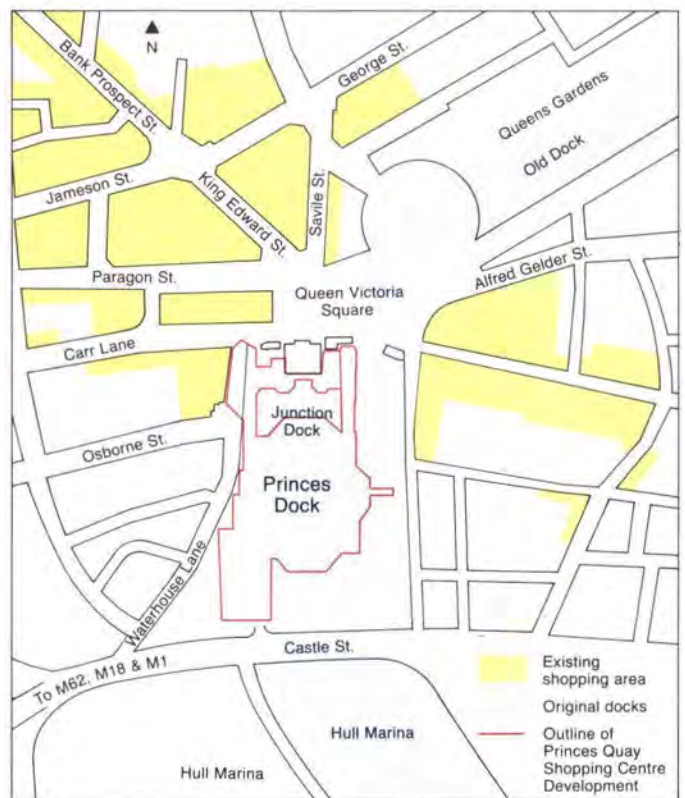 N
Bank Prospect St.
George St.
Queens Gardens
Old Dock
Jameson St.
King Edward St.
Savile St.
Paragon St.
Queen Victoria
Square
Alfred Gelder St.
Carr Lane
Junction
Dock
Osborne St.
Princes
Dock
Waterhouse Lane
Castle St.
To M62, M18 & M1
Hull Marina
Hull Marina
Existing
shopping area
Original docks
Outline of
Princes Quay
Shopping Centre
Development